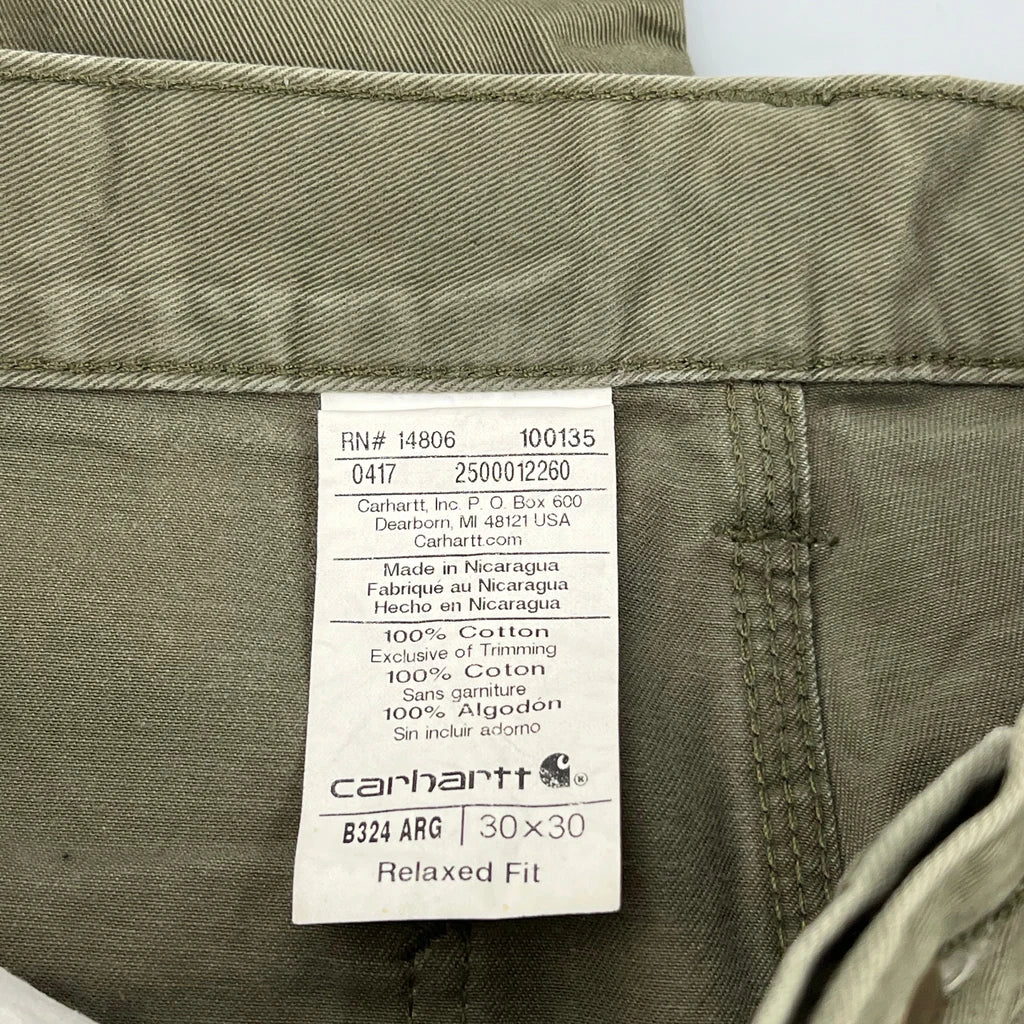 RN# 14806 100135
0417 2500012260
Carhartt, Inc. P. O. Box 600
Dearborn, MI 48121 USA
Carhartt.com
Made in Nicaragua
Fabriqué au Nicaragua
Hecho en Nicaragua
100% Cotton
Exclusive of Trimming
100% Coton
Sans garniture
100% Algodón
Sin incluir adorno
carhartt ®
B324 ARG | 30x30
Relaxed Fit